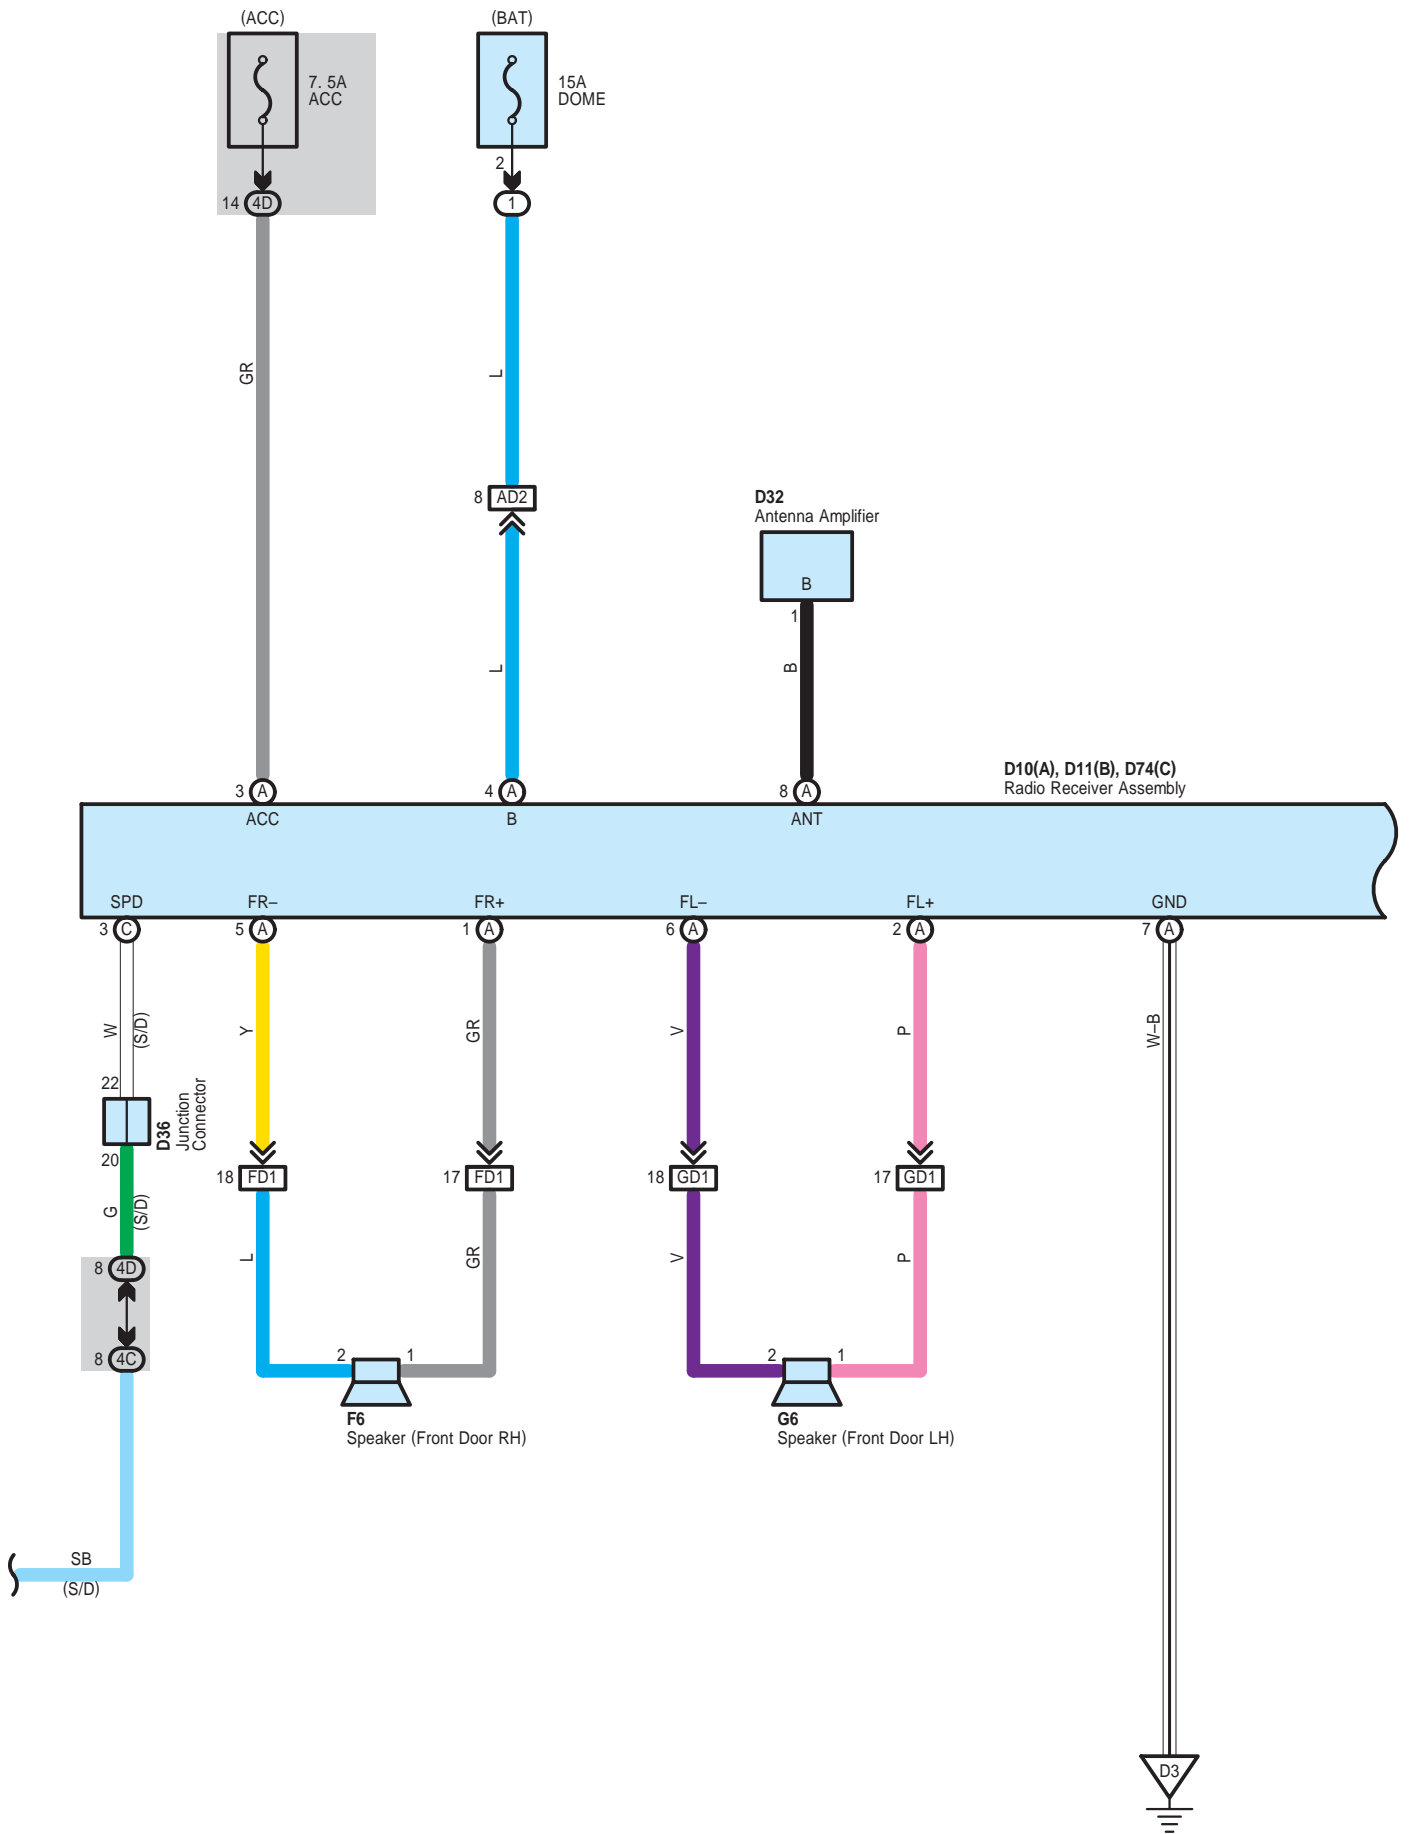 (ACC)
(BAT)
7. 5A
ACC
15A
DOME
2
14
4D
1
GR
L
8
AD2
D32
Antenna Amplifier
B
1
L
B
D10(A), D11(B), D74(C)
Radio Receiver Assembly
3
A
4
A
8
A
ACC
B
ANT
SPD
FR–
FR+
FL–
FL+
GND
3
C
5
A
1
A
6
A
2
A
7
A
W
(S/D)
Y
GR
V
P
W–B
22
D36
Junction
Connector
20
18
FD1
17
FD1
18
GD1
17
GD1
G
(S/D)
L
GR
V
P
8
4D
8
4C
2
1
2
1
F6
Speaker (Front Door RH)
G6
Speaker (Front Door LH)
SB
(S/D)
D3